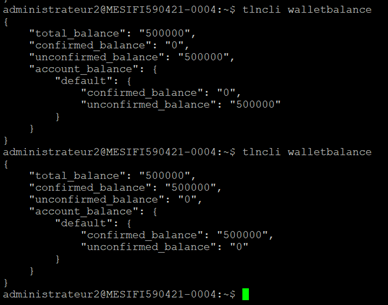 administrateur2@MESIFI590421-0004:~$ tlncli walletbalance
{
    "total_balance": "500000",
    "confirmed_balance": "0",
    "unconfirmed_balance": "500000",
    "account_balance": {
        "default": {
            "confirmed_balance": "0",
            "unconfirmed_balance": "500000"
        }
    }
}
administrateur2@MESIFI590421-0004:~$ tlncli walletbalance
{
    "total_balance": "500000",
    "confirmed_balance": "500000",
    "unconfirmed_balance": "0",
    "account_balance": {
        "default": {
            "confirmed_balance": "500000",
            "unconfirmed_balance": "0"
        }
    }
}
administrateur2@MESIFI590421-0004:~$